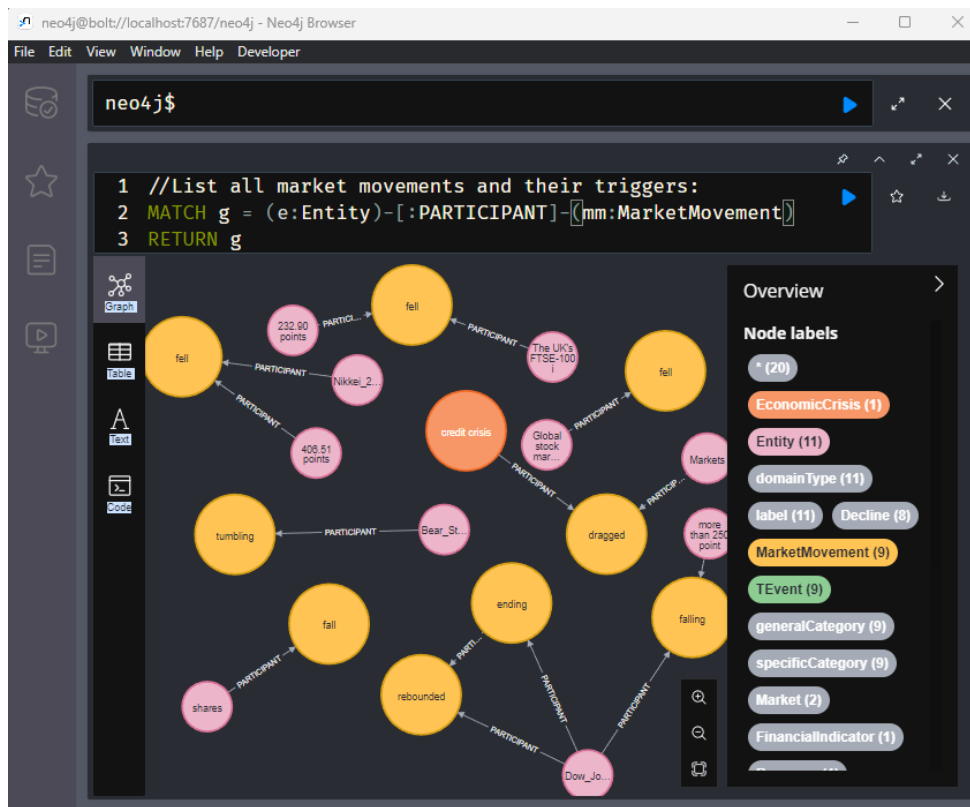 neo4j@bolt://localhost:7687/neo4j - Neo4j Browser
File Edit View Window Help Developer
neo4j$
1 //List all market movements and their triggers:
2 MATCH g = (e:Entity)-[:PARTICIPANT]-(mm:MarketMovement)
3 RETURN g
Graph
Table
Text
Code
fell
232.90 points
PARTICI...
fell
PARTICIPANT
The UK's FTSE-100 i
PARTICIPANT
Nikkei_2...
PARTICIPANT
406.51 points
fell
PARTICIPANT
Global stock mar...
credit crisis
PARTICIPANT
Markets
PARTICIP...
dragged
more than 250 point
tumbling
PARTICIPANT
Bear_St...
fall
PARTICIPANT
shares
ending
PARTI...
rebounded
PARTICIPANT
PARTICIPANT
PARTICIPANT
falling
Dow_Jo...
Overview
Node labels
* (20)
EconomicCrisis (1)
Entity (11)
domainType (11)
label (11) Decline (8)
MarketMovement (9)
TEvent (9)
generalCategory (9)
specificCategory (9)
Market (2)
FinancialIndicator (1)